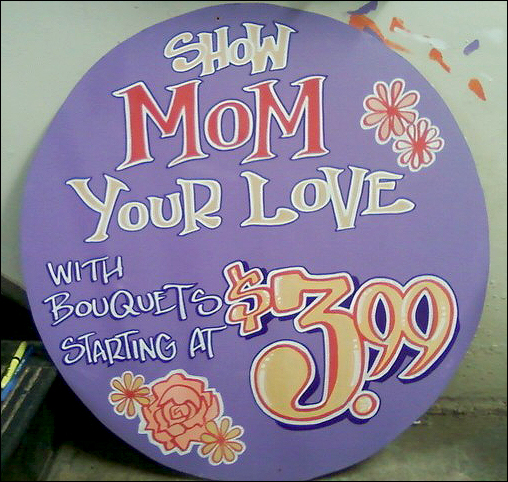 SHOW
MOM
YOUR LOVE
WITH
BOUQUETS
STARTING AT
$3.99